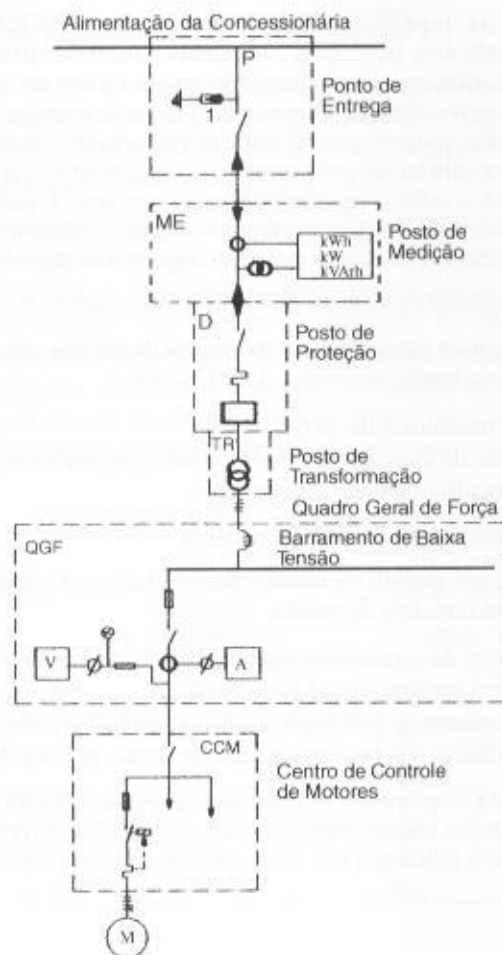 Alimentação da Concessionária
P
Ponto de
Entrega
ME
Posto de
Medição
kWh
kW
kVArh
D
Posto de
Proteção
TR
Posto de
Transformação
Quadro Geral de Força
QGF
Barramento de Baixa
Tensão
V
A
CCM
Centro de Controle
de Motores
M